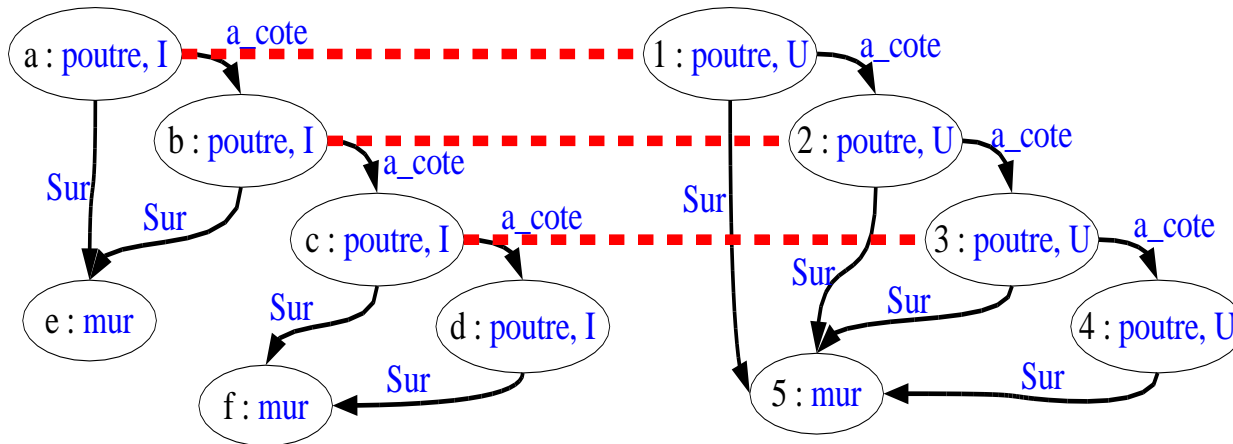 a : poutre, I
a_cote
1 : poutre, U
a_cote
b : poutre, I
a_cote
2 : poutre, U
a_cote
Sur
Sur
Sur
c : poutre, I
a_cote
3 : poutre, U
a_cote
Sur
Sur
Sur
e : mur
d : poutre, I
4 : poutre, U
Sur
Sur
f : mur
5 : mur